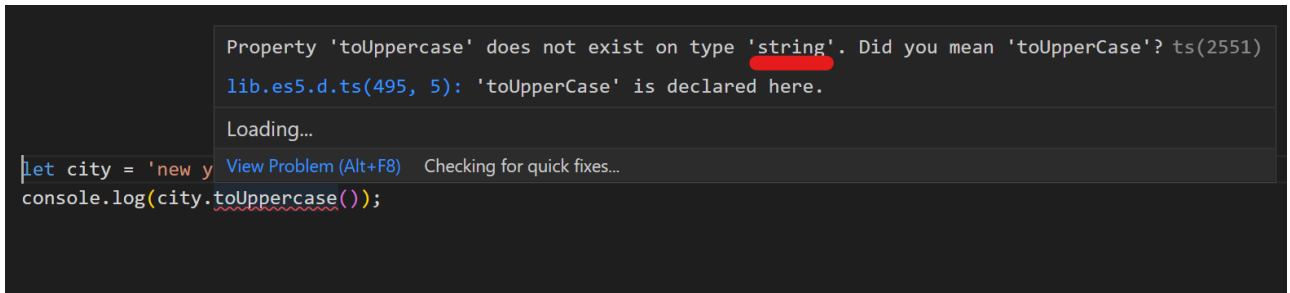 Property 'toUppercase' does not exist on type 'string'. Did you mean 'toUpperCase'? ts(2551)
lib.es5.d.ts(495, 5): 'toUpperCase' is declared here.
Loading...
View Problem (Alt+F8) Checking for quick fixes...
let city = 'new y
console.log(city.toUppercase());